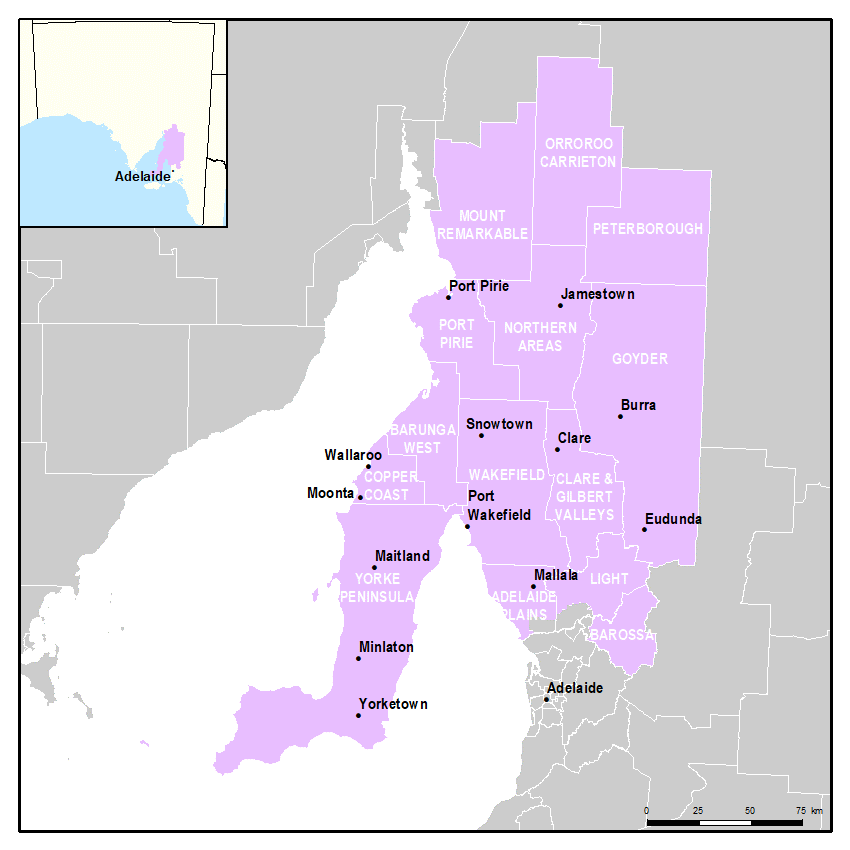 Adelaide
ORROROO
CARRIETON
MOUNT
REMARKABLE
PETERBOROUGH
Port Pirie
Jamestown
PORT
PIRIE
NORTHERN
AREAS
GOYDER
Burra
Snowtown
BARUNGA
WEST
Clare
Wallaroo
WAKEFIELD
COPPER
COAST
CLARE &
GILBERT
VALLEYS
Moonta
Port
Wakefield
Eudunda
Maitland
YORKE
PENINSULA
Mallala
LIGHT
ADELAIDE
PLAINS
BAROSSA
Minlaton
Adelaide
Yorketown
0 25 50 75 km